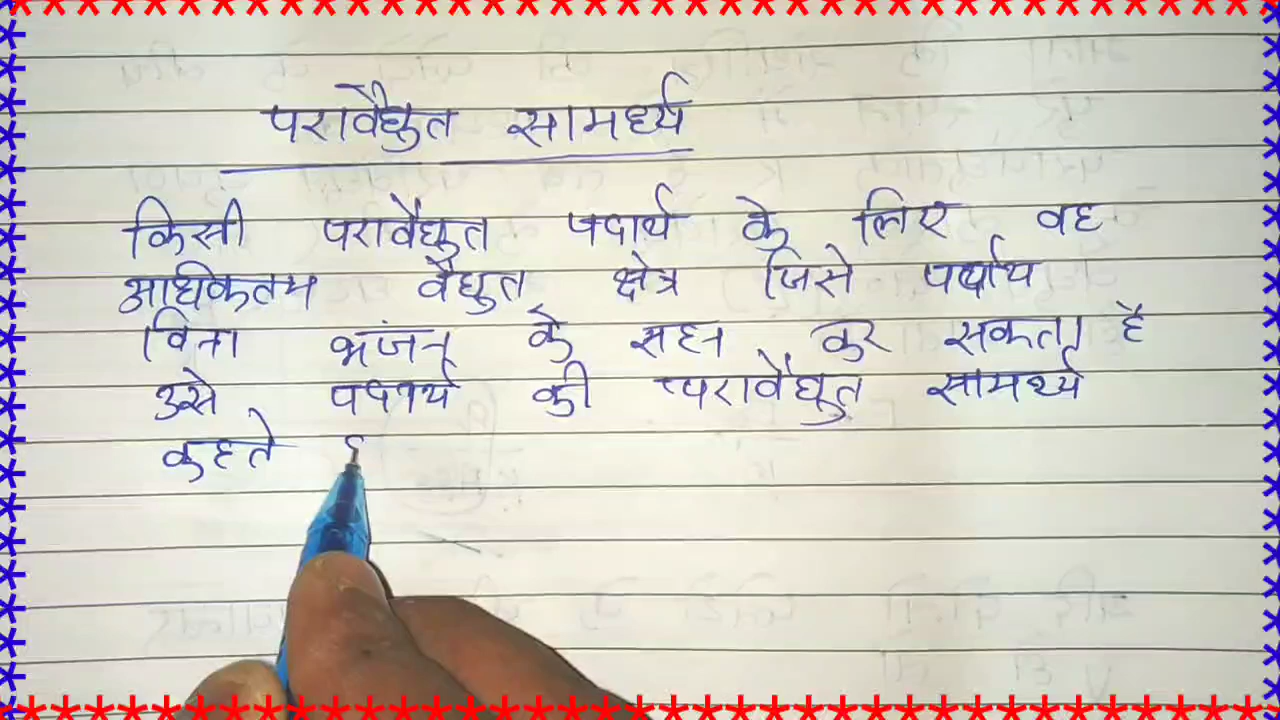 परावैद्युत सामर्थ्य
किसी परावैद्युत पदार्थ के लिए वह
अधिकतम वैद्युत क्षेत्र जिसे पदार्थ
बिना भंजन के सहन कर सकता है
उसे पदार्थ की परावैद्युत सामर्थ्य
कहते